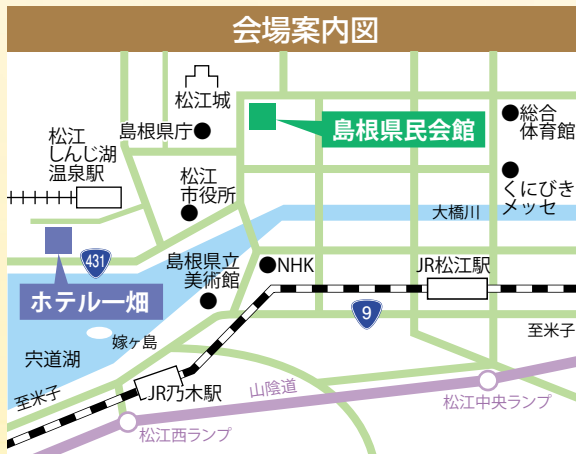 会場案内図
松江城
島根県庁
島根県民会館
総合
体育館
松江
しんじ湖
温泉駅
松江
市役所
くにびき
メッセ
大橋川
431
島根県立
美術館
NHK
JR松江駅
ホテル一畑
9
嫁ヶ島
宍道湖
至米子
至米子
JR乃木駅
山陰道
松江中央ランプ
松江西ランプ